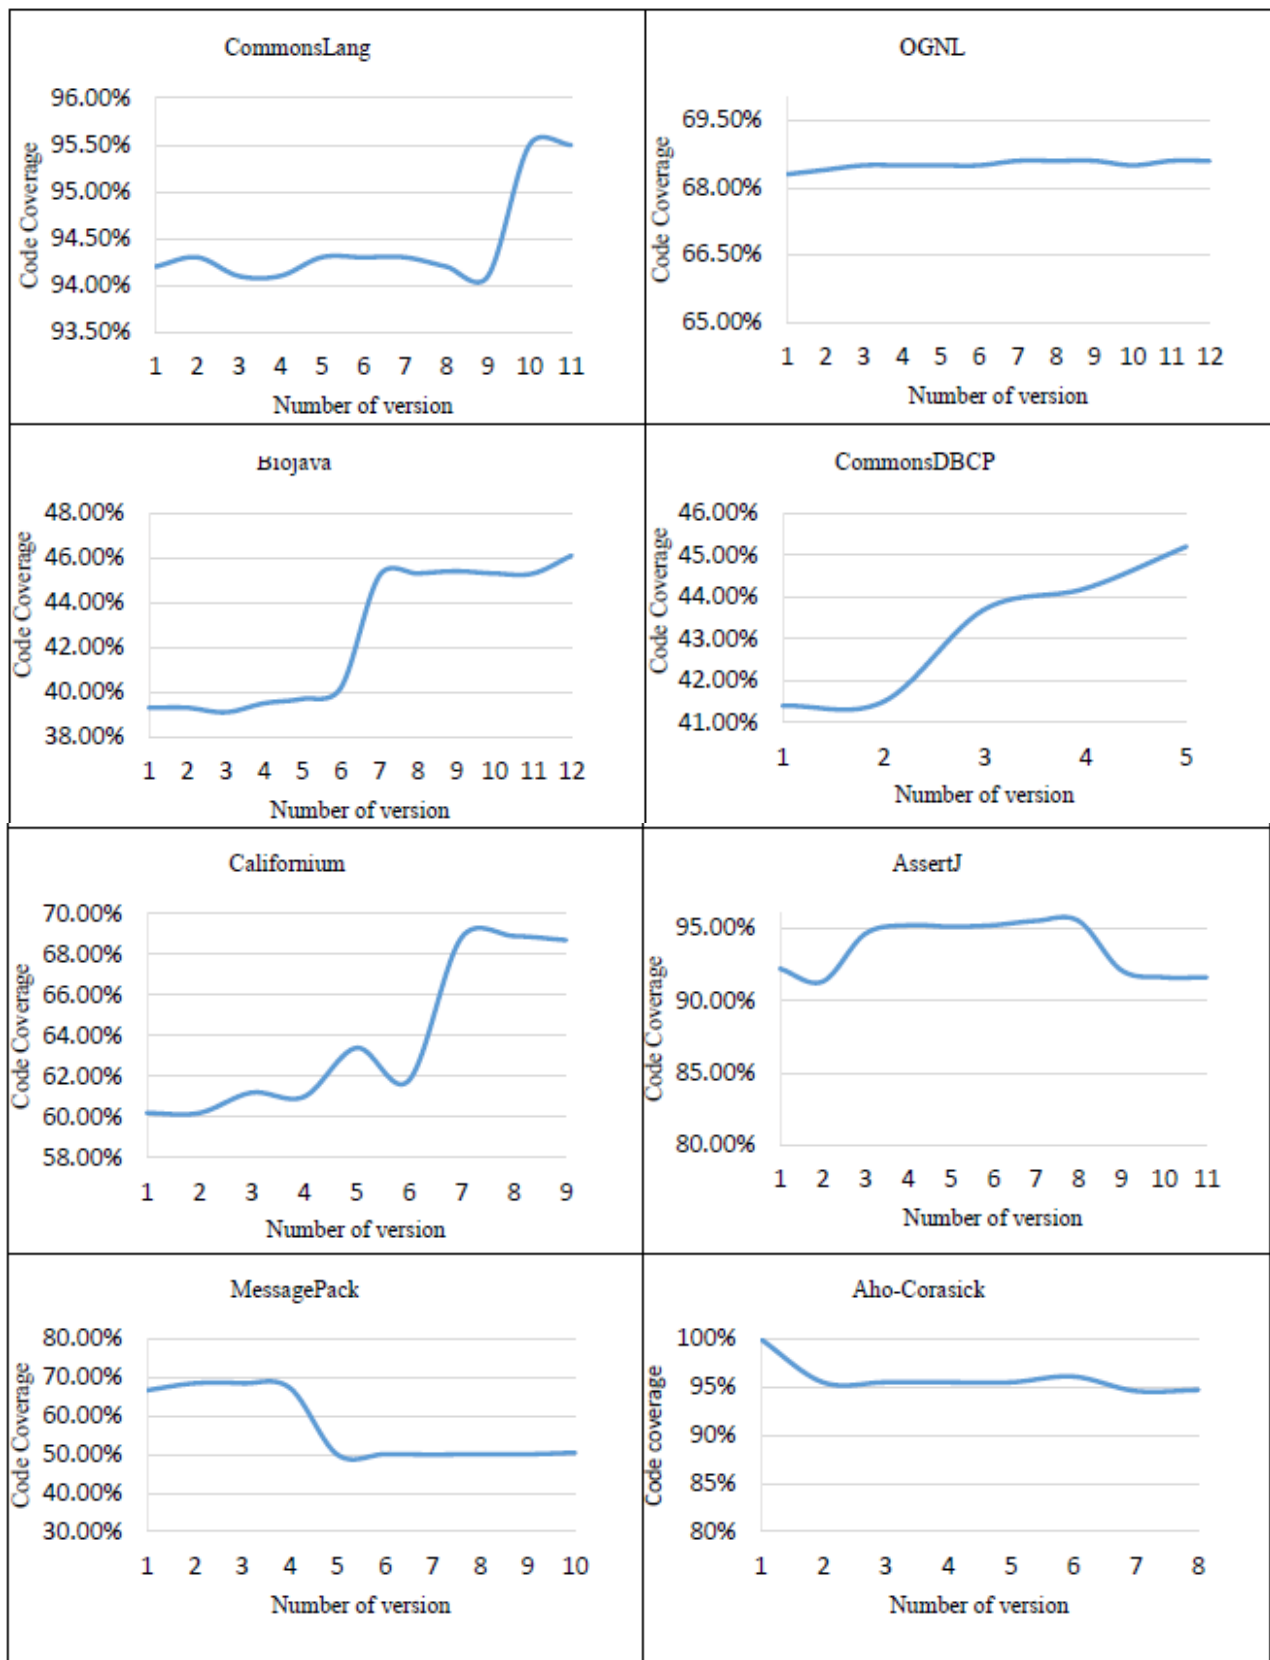 CommonsLang
96.00%
95.50%
95.00%
94.50%
94.00%
93.50%
Code Coverage
1 2 3 4 5 6 7 8 9 10 11
Number of version
OGNL
69.50%
68.00%
66.50%
65.00%
Code Coverage
1 2 3 4 5 6 7 8 9 10 11 12
Number of version
Biojava
48.00%
46.00%
44.00%
42.00%
40.00%
38.00%
Code Coverage
1 2 3 4 5 6 7 8 9 10 11 12
Number of version
CommonsDBCP
46.00%
45.00%
44.00%
43.00%
42.00%
41.00%
Code Coverage
1 2 3 4 5
Number of version
Californium
70.00%
68.00%
66.00%
64.00%
62.00%
60.00%
58.00%
Code Coverage
1 2 3 4 5 6 7 8 9
Number of version
AssertJ
95.00%
90.00%
85.00%
80.00%
Code Coverage
1 2 3 4 5 6 7 8 9 10 11
Number of version
MessagePack
80.00%
70.00%
60.00%
50.00%
40.00%
30.00%
Code Coverage
1 2 3 4 5 6 7 8 9 10
Number of version
Aho-Corasick
100%
95%
90%
85%
80%
Code coverage
1 2 3 4 5 6 7 8
Number of version